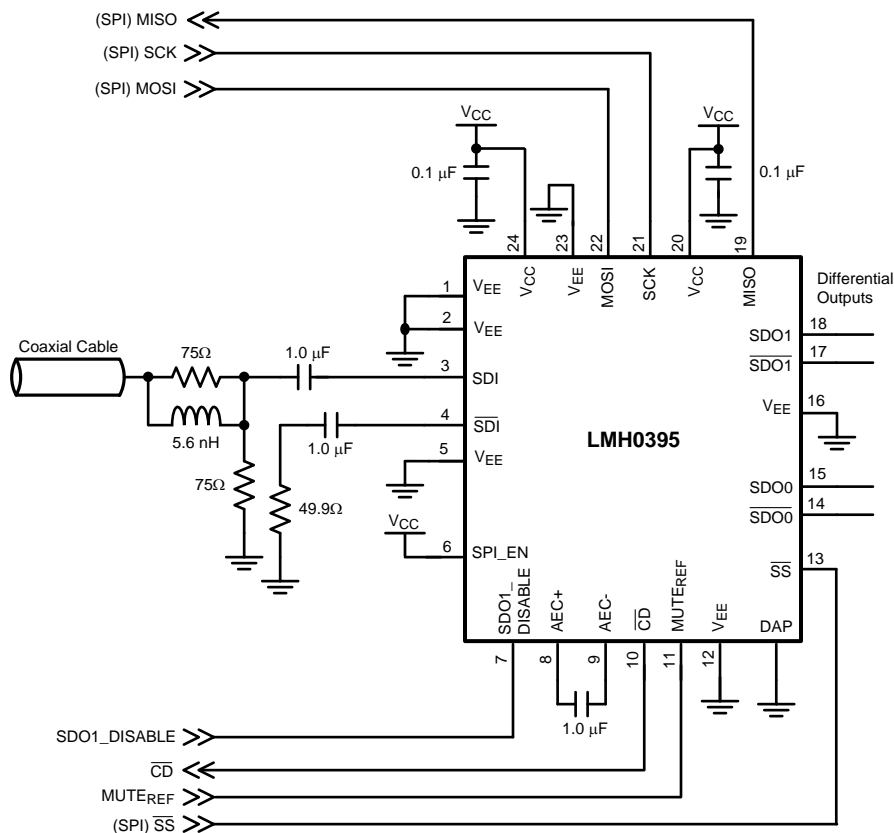 (SPI) MISO
(SPI) SCK
(SPI) MOSI
VCC
VCC
0.1 µF
0.1 µF
24
23
22
21
20
19
VCC
VEE
MOSI
SCK
VCC
MISO
Differential
Outputs
1
VEE
2
VEE
SDO1
18
SDO1
17
Coaxial Cable
75Ω
1.0 µF
3
SDI
VEE
16
5.6 nH
1.0 µF
4
SDI
LMH0395
5
VEE
75Ω
49.9Ω
SDO0
15
SDO0
14
VCC
6
SPI_EN
SS
13
SDO1_
DISABLE
AEC+
AEC-
CD
MUTEREF
VEE
DAP
7
8
9
10
11
12
1.0 µF
SDO1_DISABLE
CD
MUTEREF
(SPI) SS